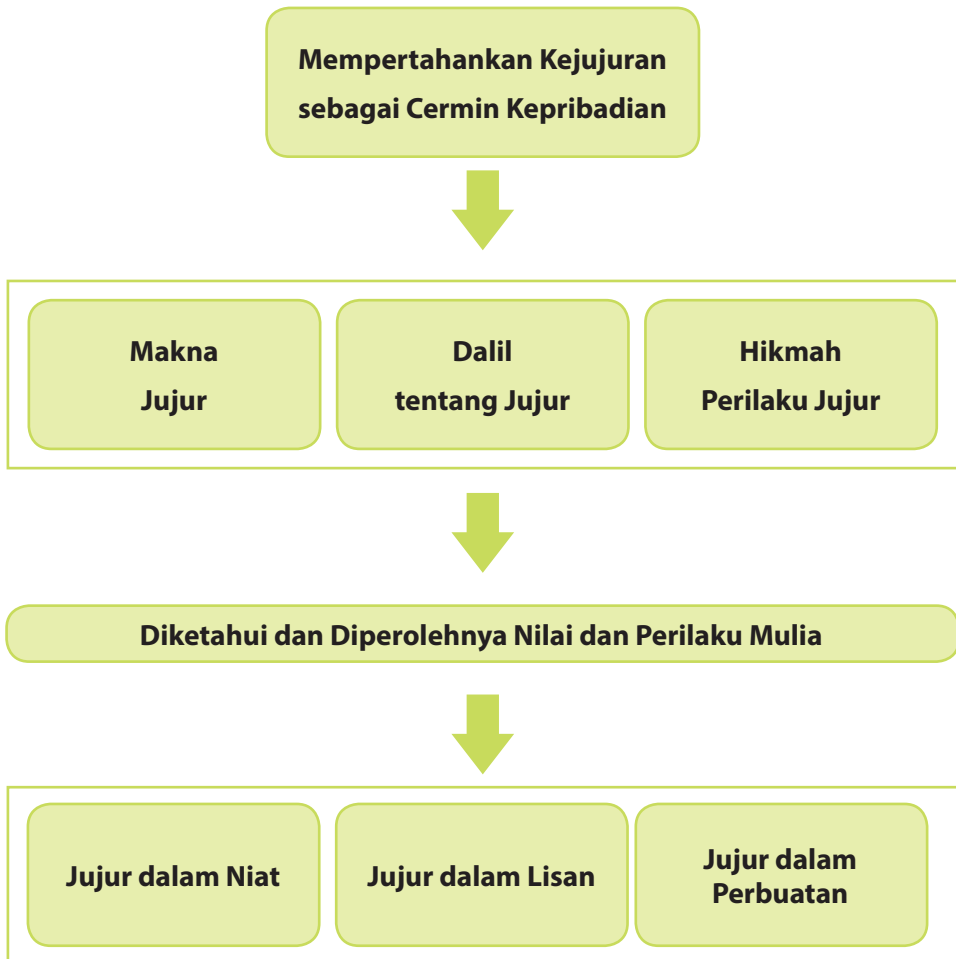 Mempertahankan Kejujuran
sebagai Cermin Kepribadian
Makna
Jujur
Dalil
tentang Jujur
Hikmah
Perilaku Jujur
Diketahui dan Diperolehnya Nilai dan Perilaku Mulia
Jujur dalam Niat
Jujur dalam Lisan
Jujur dalam
Perbuatan